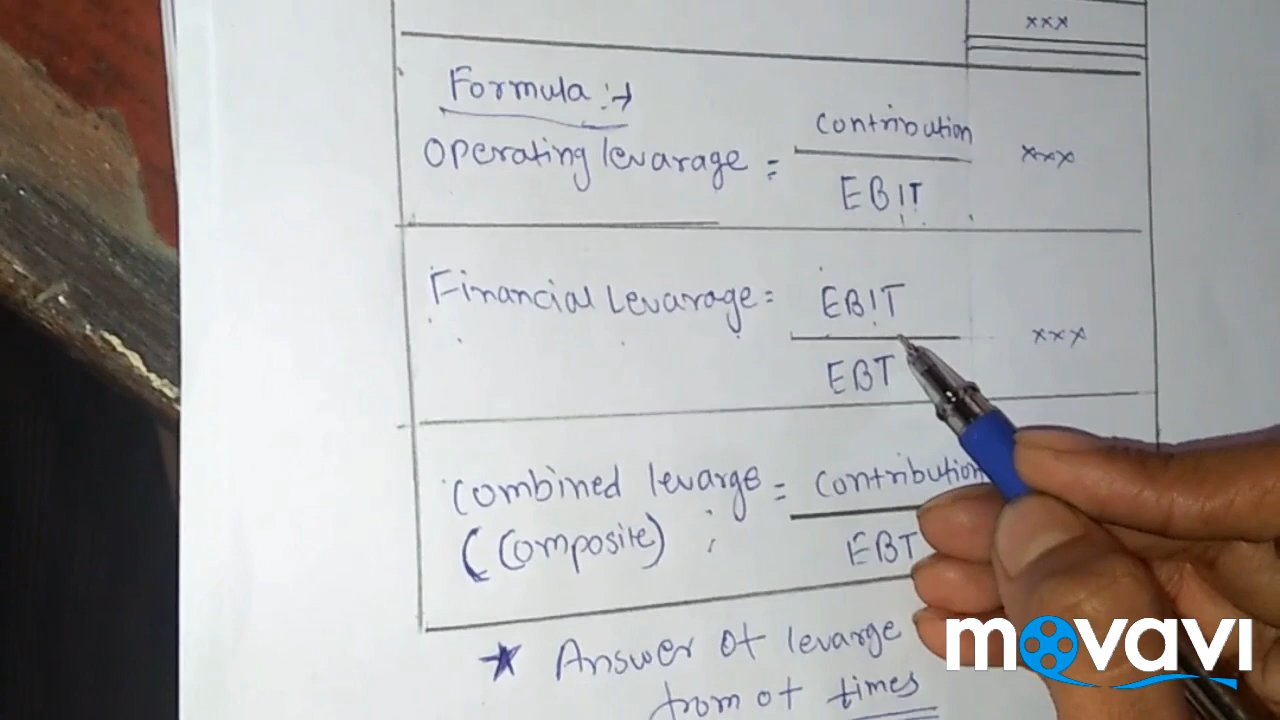 xxx
Formula :→
Operating levarage = Contribution / EBIT xxx
Financial Levarage = EBIT / EBT xxx
Combined levarge = Contribution / EBT
(Composite)
★ Answer of levarge
from of times
movavi